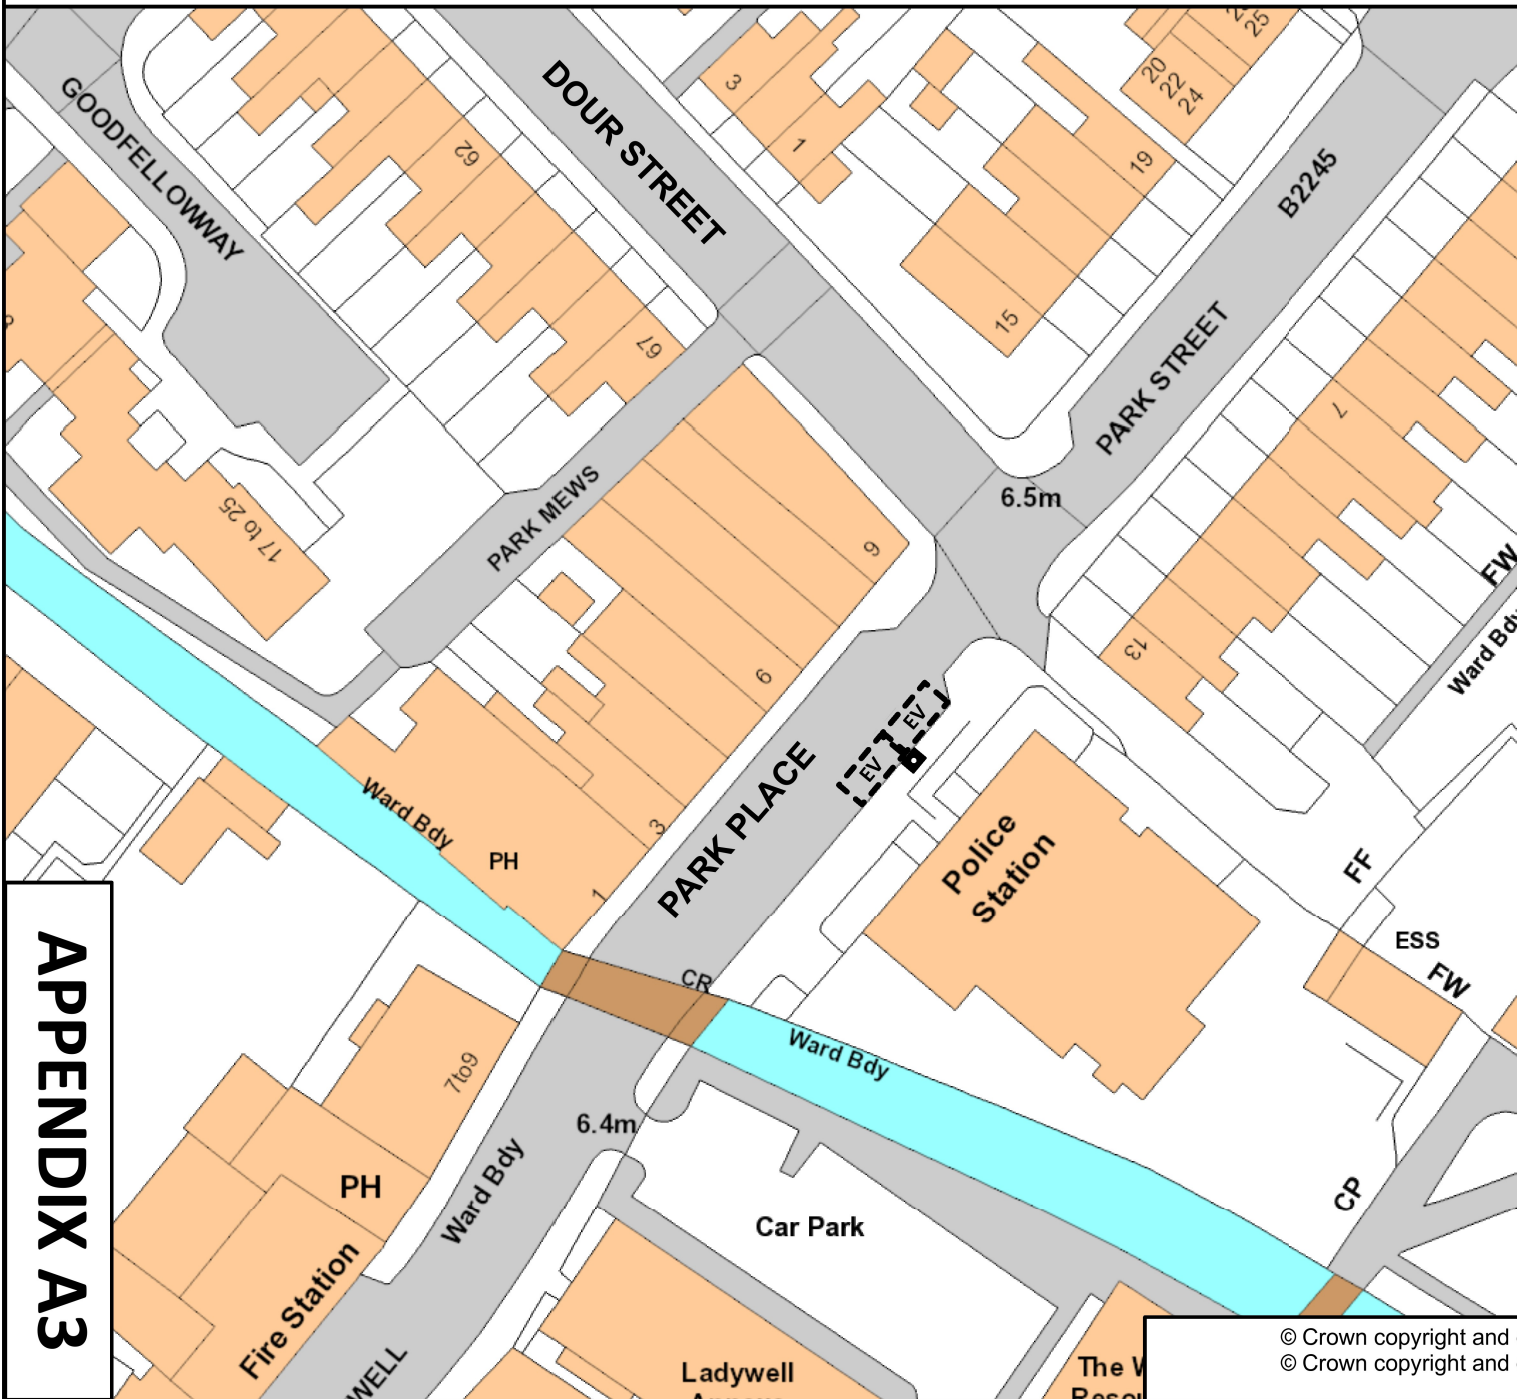 GOODFELLOWWAY
DOUR STREET
62
67
3
1
20
22
24
25
19
15
B2245
PARK STREET
7
13
6.5m
17 to 25
PARK MEWS
9
6
3
1
PH
Ward Bdy
PARK PLACE
EV
EV
Police
Station
FW
Ward Bdy
FF
ESS
FW
CP
CR
Ward Bdy
6.4m
7to9
PH
Ward Bdy
Fire Station
Car Park
Ladywell
The
WELL
APPENDIX A3
© Crown copyright and
© Crown copyright and